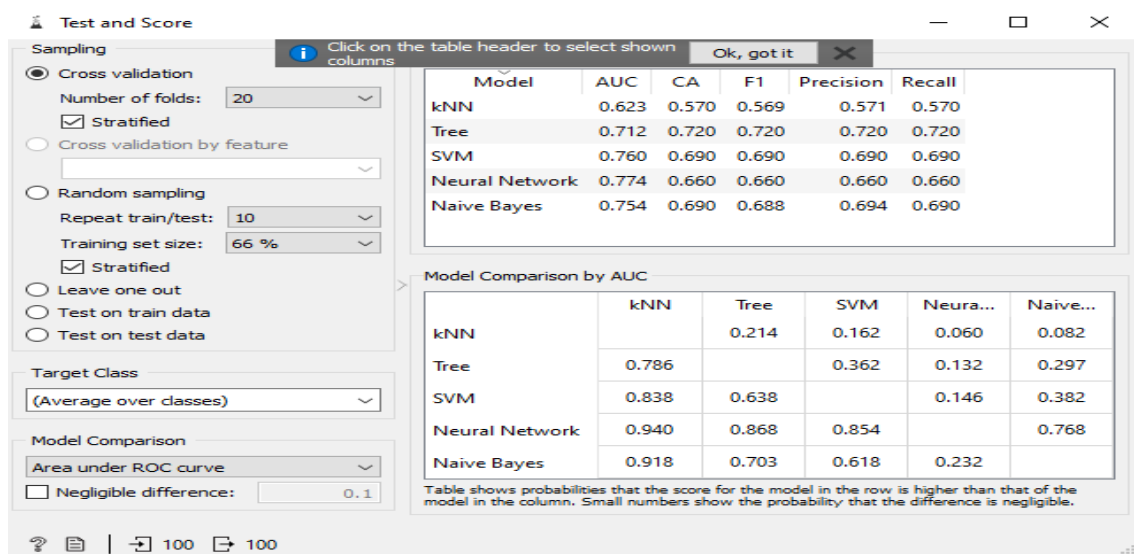 Test and Score
Click on the table header to select shown
columns
Ok, got it
Sampling
Cross validation
Number of folds: 20
Stratified
Cross validation by feature
Random sampling
Repeat train/test: 10
Training set size: 66 %
Stratified
Leave one out
Test on train data
Test on test data
Target Class
(Average over classes)
Model Comparison
Area under ROC curve
Negligible difference: 0.1
100 100
Model AUC CA F1 Precision Recall
kNN 0.623 0.570 0.569 0.571 0.570
Tree 0.712 0.720 0.720 0.720 0.720
SVM 0.760 0.690 0.690 0.690 0.690
Neural Network 0.774 0.660 0.660 0.660 0.660
Naive Bayes 0.754 0.690 0.688 0.694 0.690
Model Comparison by AUC
kNN Tree SVM Neura... Naive...
kNN 0.214 0.162 0.060 0.082
Tree 0.786 0.362 0.132 0.297
SVM 0.838 0.638 0.146 0.382
Neural Network 0.940 0.868 0.854 0.768
Naive Bayes 0.918 0.703 0.618 0.232
Table shows probabilities that the score for the model in the row is higher than that of the
model in the column. Small numbers show the probability that the difference is negligible.